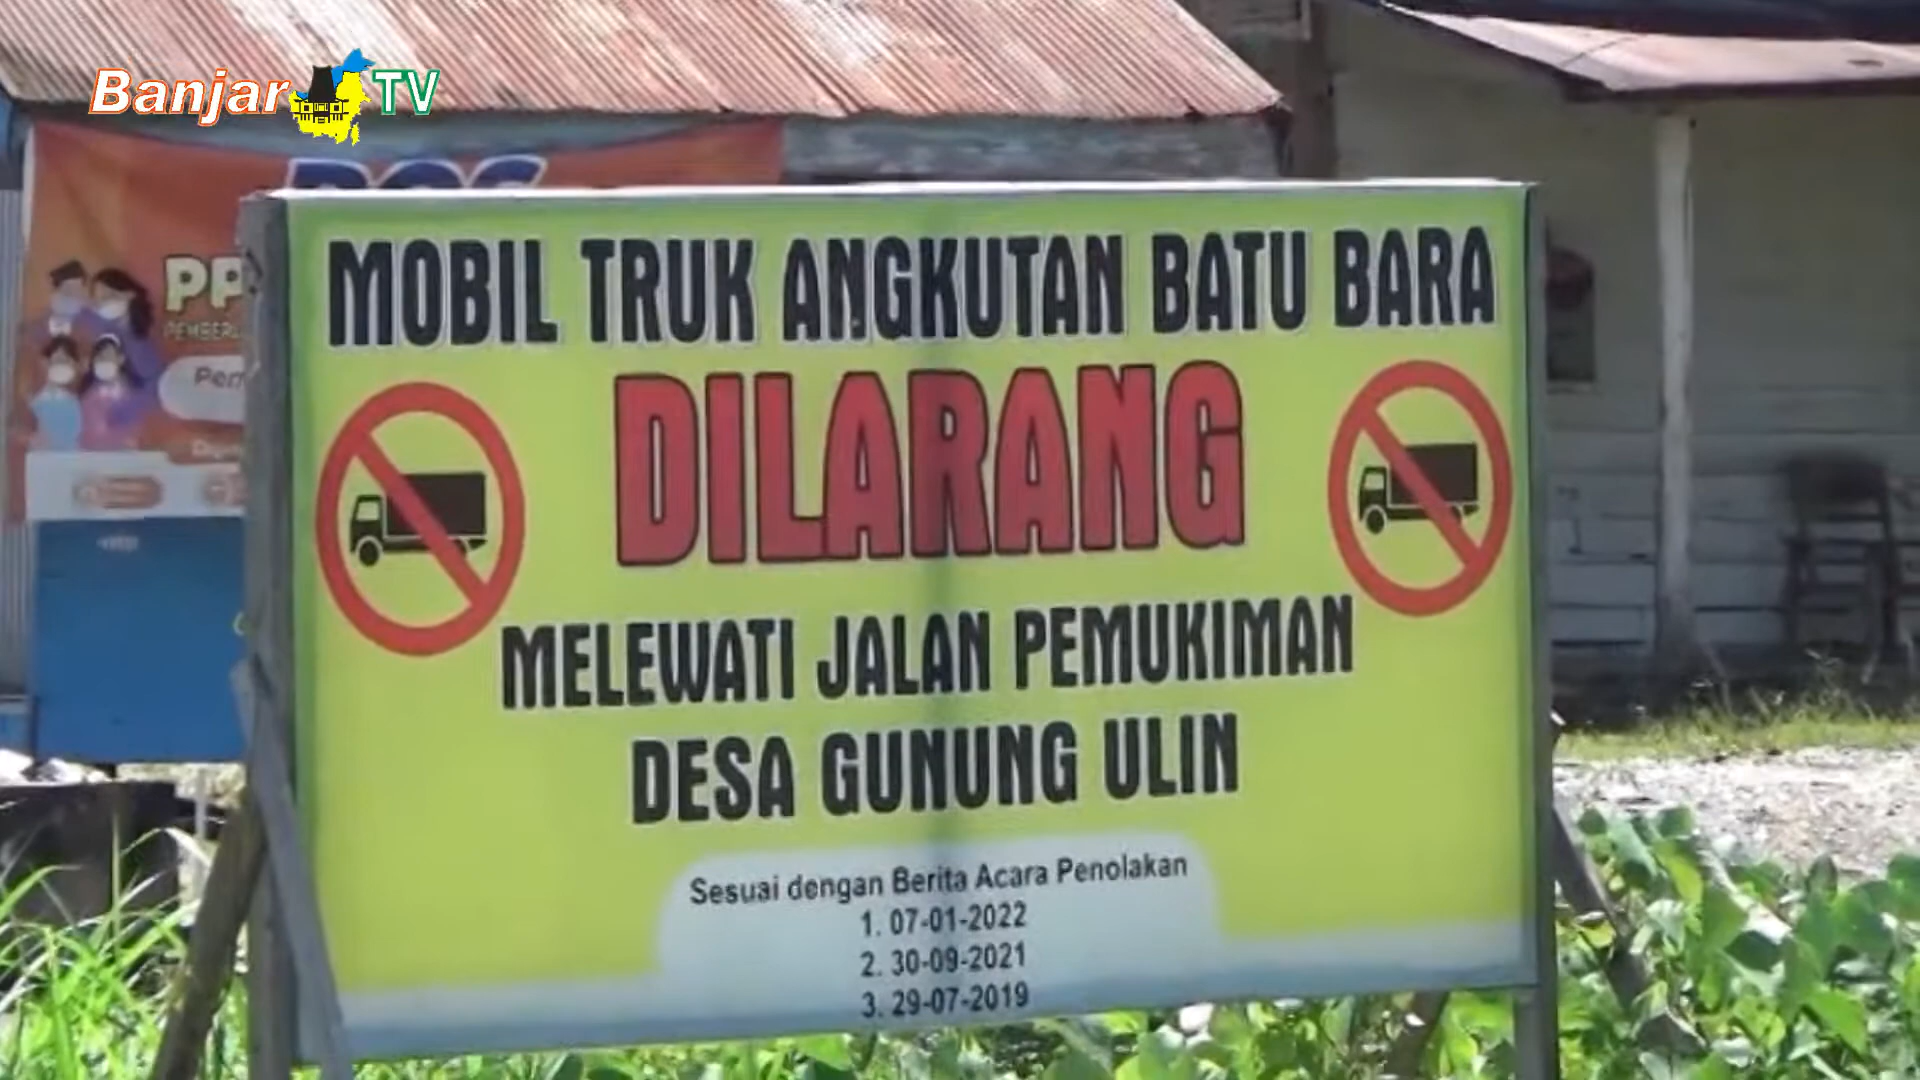 Banjar TV
MOBIL TRUK ANGKUTAN BATU BARA
DILARANG
MELEWATI JALAN PEMUKIMAN
DESA GUNUNG ULIN
Sesuai dengan Berita Acara Penolakan
1. 07-01-2022
2. 30-09-2021
3. 29-07-2019